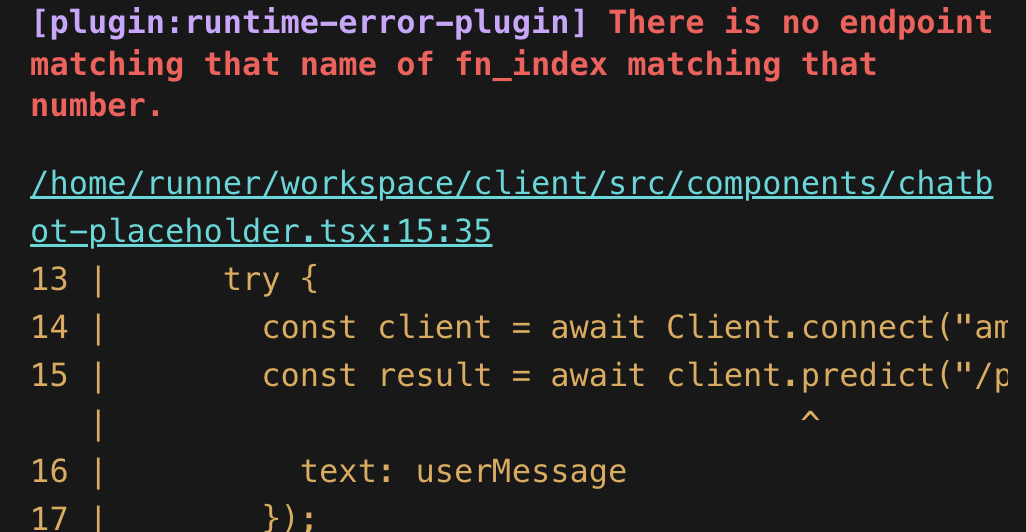 [plugin:runtime-error-plugin] There is no endpoint
matching that name of fn_index matching that
number.
/home/runner/workspace/client/src/components/chatb
ot-placeholder.tsx:15:35
13 |      try {
14 |        const client = await Client.connect("am
15 |        const result = await client.predict("/p
   |                                    ^
16 |          text: userMessage
17 |        });